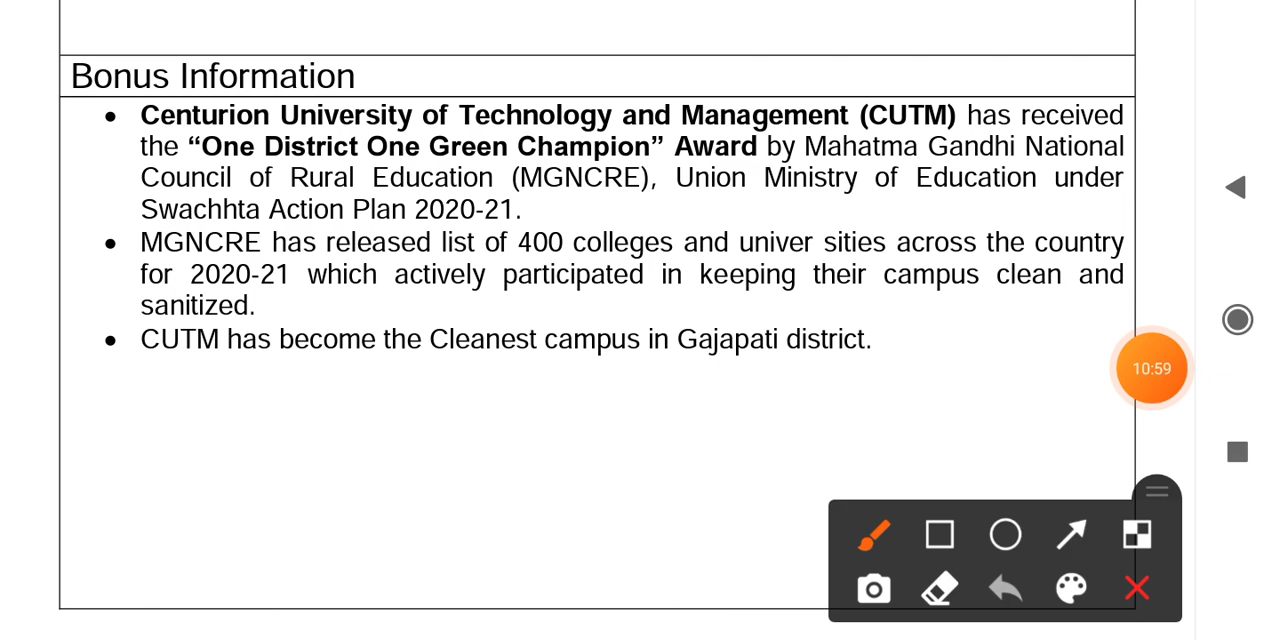 Bonus Information
• Centurion University of Technology and Management (CUTM) has received
the “One District One Green Champion” Award by Mahatma Gandhi National
Council of Rural Education (MGNCRE), Union Ministry of Education under
Swachhta Action Plan 2020-21.
• MGNCRE has released list of 400 colleges and univer sities across the country
for 2020-21 which actively participated in keeping their campus clean and
sanitized.
• CUTM has become the Cleanest campus in Gajapati district.
10:59